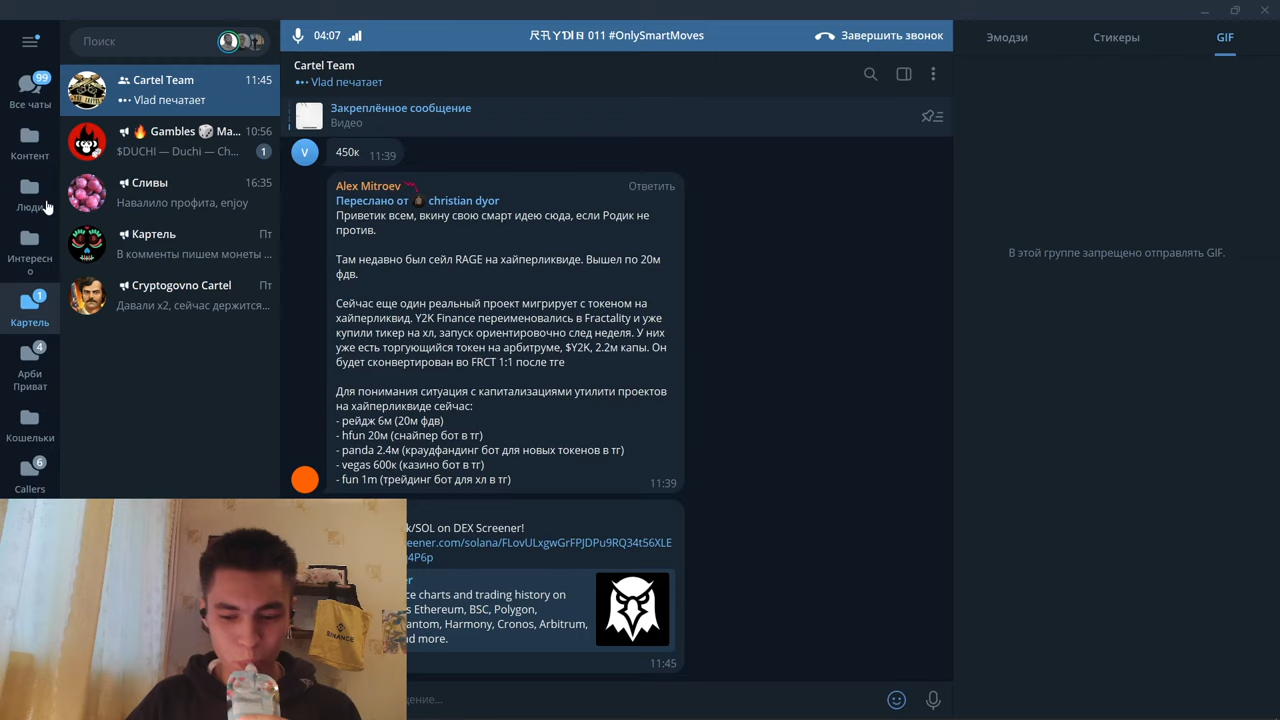 Поиск
99
Все чаты
Контент
Люди
Интересн
о
1
Картель
4
Арби
Приват
Кошельки
6
Callers
Cartel Team
11:45
Vlad печатает
🔥 Gambles 🎲 Ma...
10:56
$DUCHI — Duchi — Ch...
1
Сливы
16:35
Навалило профита, enjoy
Картель
Пт
В комменты пишем монеты ...
Cryptogovno Cartel
Пт
Давали х2, сейчас держится...
04:07
011 #OnlySmartMoves
Завершить звонок
Cartel Team
Vlad печатает
Закреплённое сообщение
Видео
V
450к
11:39
Alex Mitroev
Ответить
Переслано от christian dyor
Приветик всем, вкину свою смарт идею сюда, если Родик не
против.
Там недавно был сейл RAGE на хайперликвиде. Вышел по 20м
фдв.
Сейчас еще один реальный проект мигрирует с токеном на
хайперликвид. Y2K Finance переименовались в Fractality и уже
купили тикер на хл, запуск ориентировочно след неделя. У них
уже есть торгующийся токен на арбитруме, $Y2K, 2.2м капы. Он
будет сконвертирован во FRCT 1:1 после тге
Для понимания ситуация с капитализациями утилити проектов
на хайперликвиде сейчас:
- рейдж 6м (20м фдв)
- hfun 20м (снайпер бот в тг)
- panda 2.4м (краудфандинг бот для новых токенов в тг)
- vegas 600к (казино бот в тг)
- fun 1m (трейдинг бот для хл в тг)
11:39
k/SOL on DEX Screener!
eener.com/solana/FLovULxgwGrFPJDPu9RQ34t56XLE
4P6p
er
ce charts and trading history on
s Ethereum, BSC, Polygon,
antom, Harmony, Cronos, Arbitrum,
nd more.
11:45
щение...
Эмодзи
Стикеры
GIF
В этой группе запрещено отправлять GIF.
BINANCE